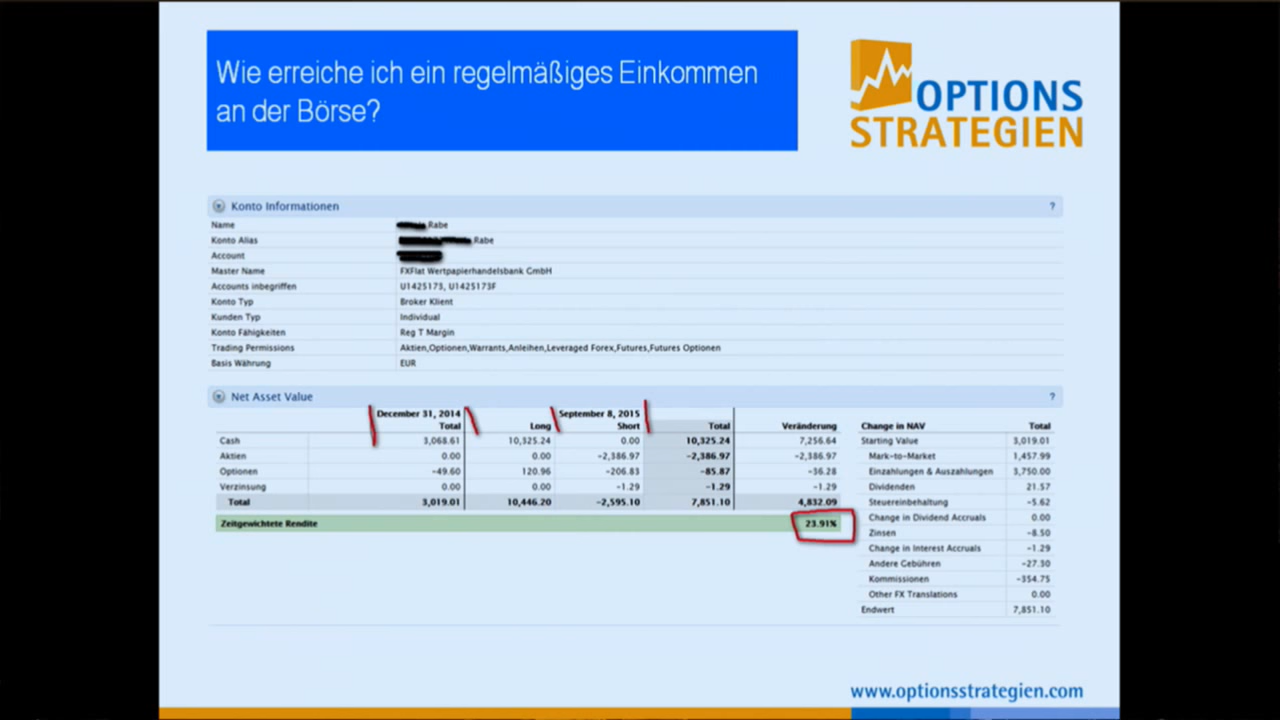 Wie erreiche ich ein regelmäßiges Einkommen
an der Börse?
OPTIONS
STRATEGIEN
Konto Informationen ?
Name Rabe
Konto Alias Rabe
Account
Master Name FXFlat Wertpapierhandelsbank GmbH
Accounts inbegriffen U1425173, U1425173F
Konto Typ Broker Klient
Kunden Typ Individual
Konto Fähigkeiten Reg T Margin
Trading Permissions Aktien,Optionen,Warrants,Anleihen,Leveraged Forex,Futures,Futures Optionen
Basis Währung EUR
Net Asset Value ?
December 31, 2014 September 8, 2015
Total Long Short Total Veränderung
Cash 3,068.61 10,325.24 0.00 10,325.24 7,256.64
Aktien 0.00 0.00 -2,386.97 -2,386.97 -2,386.97
Optionen -49.60 120.96 -206.83 -85.87 -36.28
Verzinsung 0.00 0.00 -1.29 -1.29 -1.29
Total 3,019.01 10,446.20 -2,595.10 7,851.10 4,832.09
Zeitgewichtete Rendite 23.91%
Change in NAV Total
Starting Value 3,019.01
Mark-to-Market 1,457.99
Einzahlungen & Auszahlungen 3,750.00
Dividenden 21.57
Steuereinbehaltung -5.62
Change in Dividend Accruals 0.00
Zinsen -8.50
Change in Interest Accruals -1.29
Andere Gebühren -27.30
Kommissionen -354.75
Other FX Translations 0.00
Endwert 7,851.10
www.optionsstrategien.com